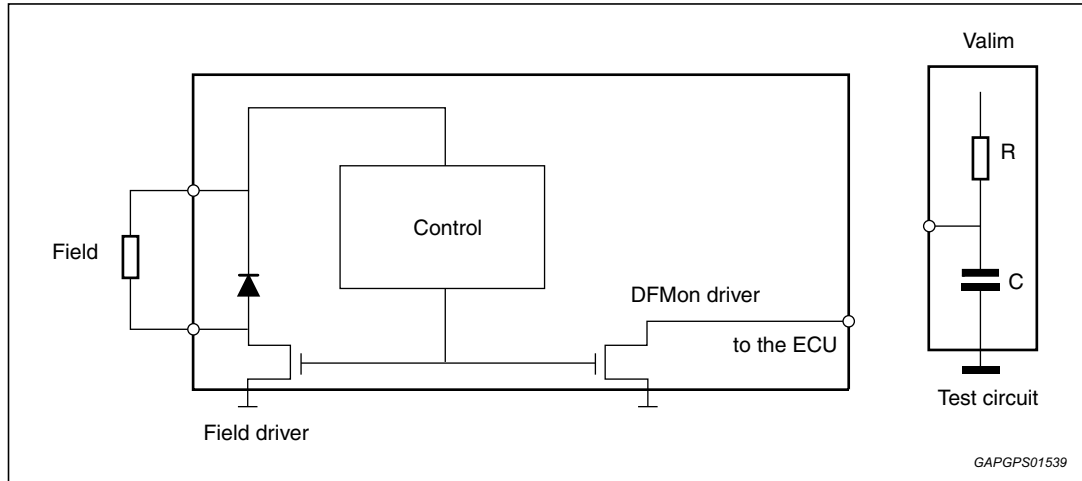 Valim
R
Control
Field
C
DFMon driver
to the ECU
Test circuit
Field driver
GAPGPS01539